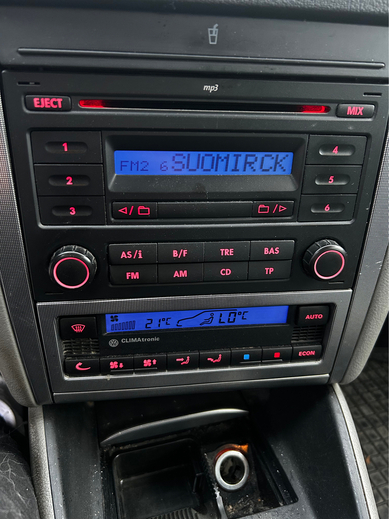 mp3
EJECT
MIX
1
FM2 6 SUOMIRCK
4
2
5
3
6
AS/i B/F TRE BAS
FM AM CD TP
21°C LO°C
AUTO
CLIMAtronic
ECON